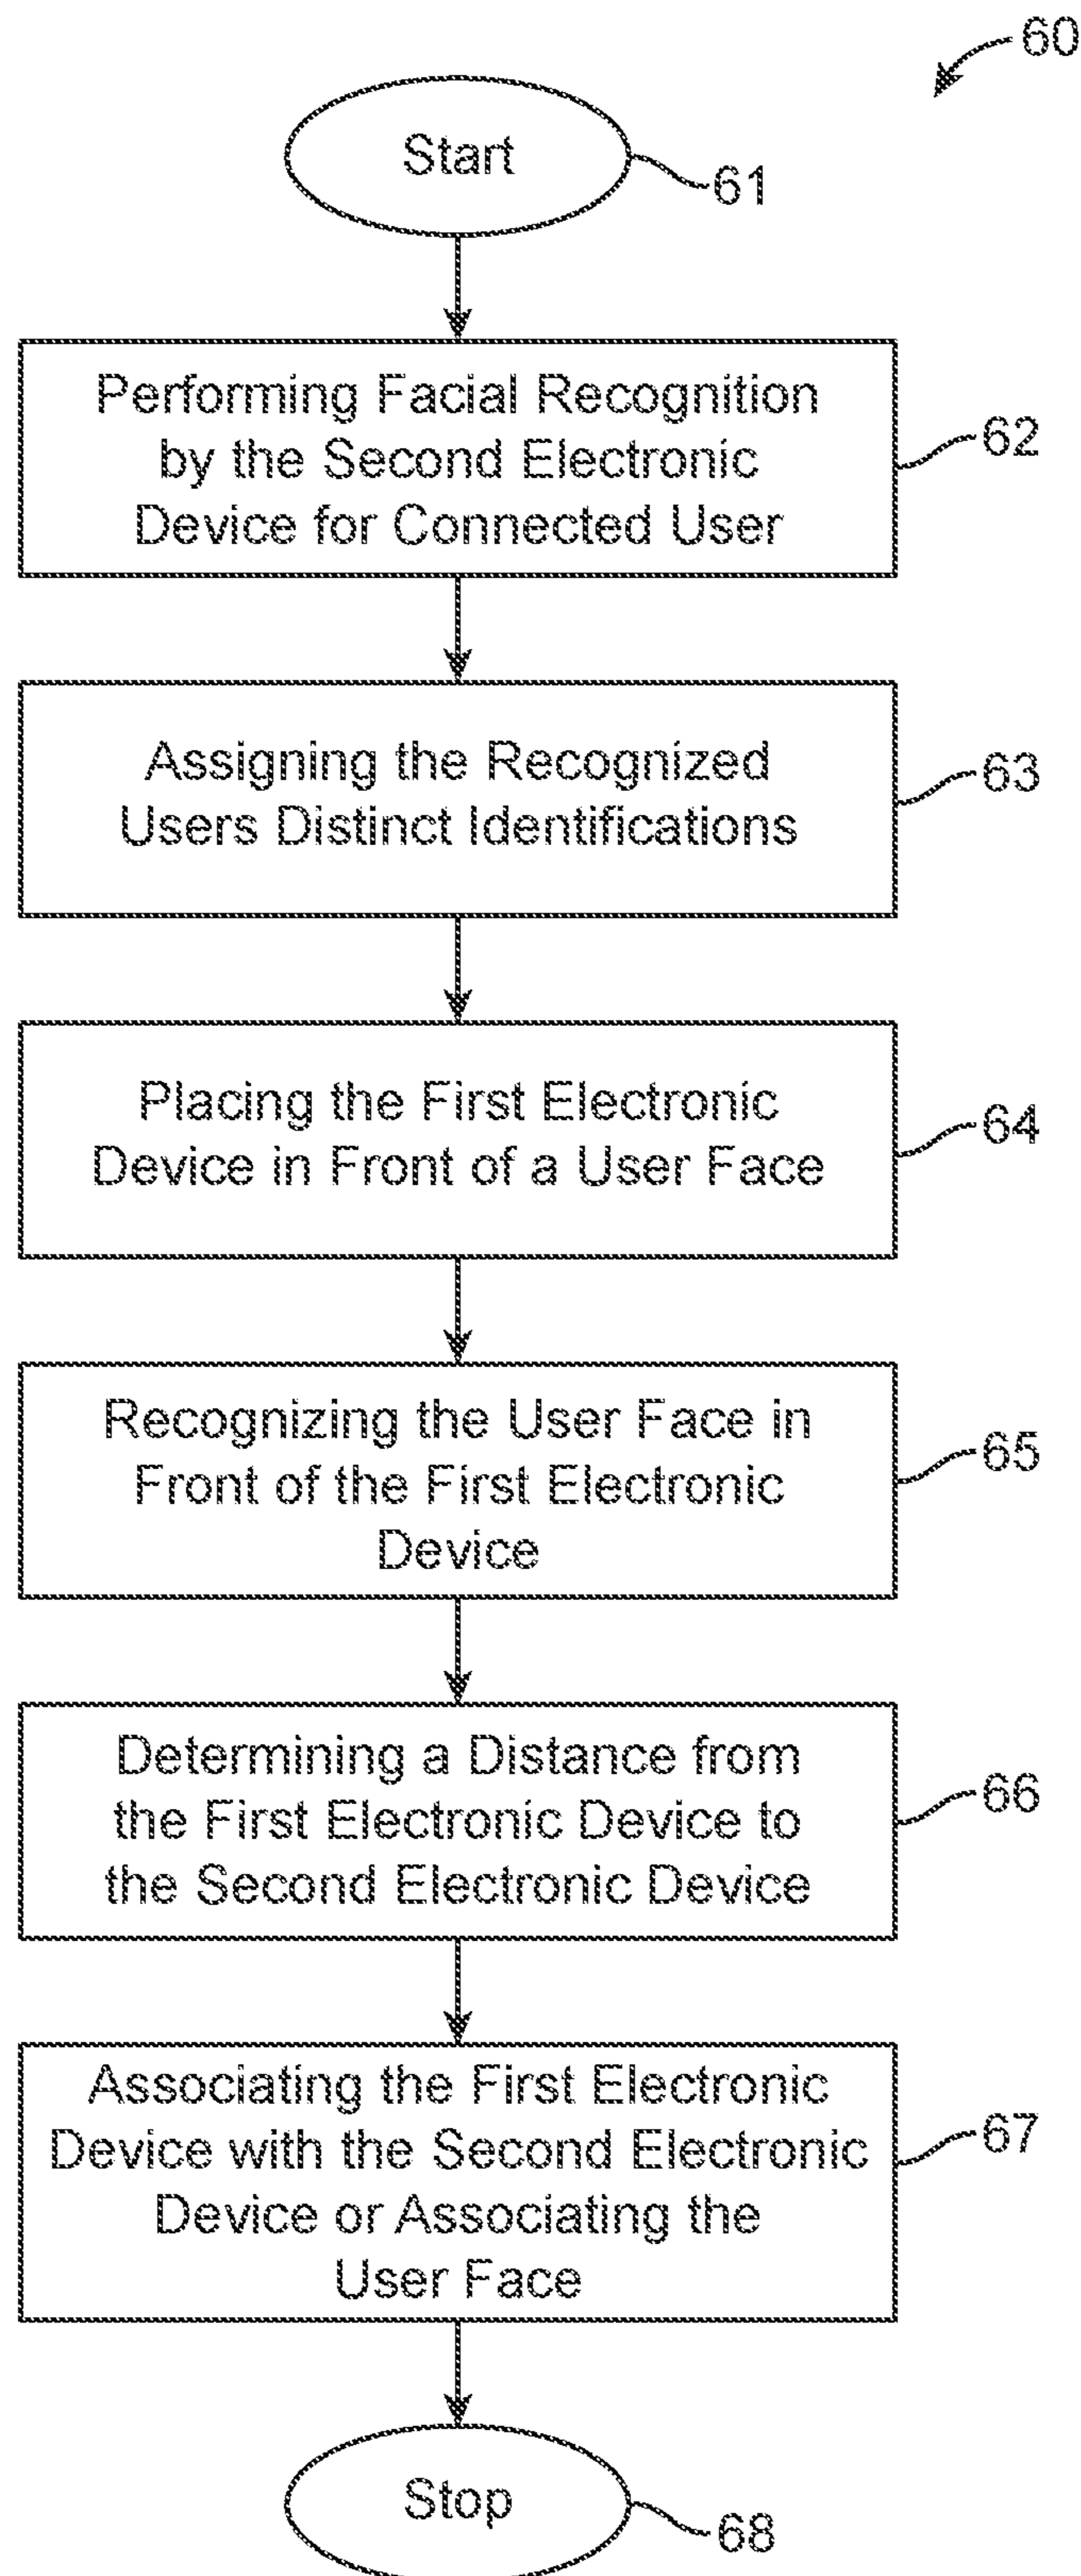 60
Start
61
Performing Facial Recognition
by the Second Electronic
Device for Connected User
62
Assigning the Recognized
Users Distinct Identifications
63
Placing the First Electronic
Device in Front of a User Face
64
Recognizing the User Face in
Front of the First Electronic
Device
65
Determining a Distance from
the First Electronic Device to
the Second Electronic Device
66
Associating the First Electronic
Device with the Second Electronic
Device or Associating the
User Face
67
Stop
68